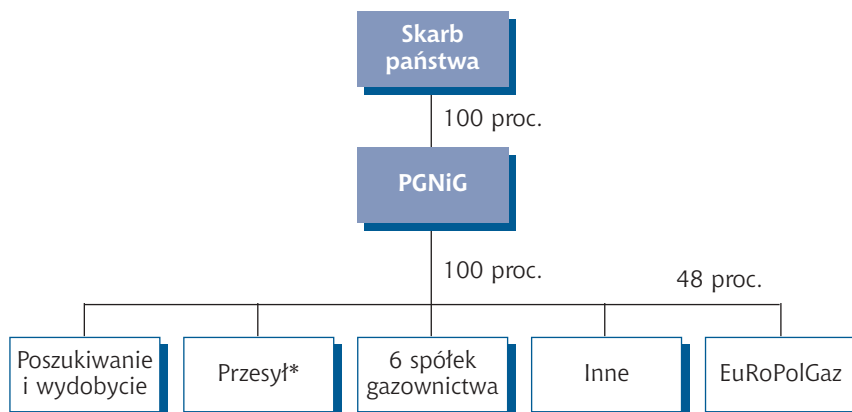 Skarb
państwa
100 proc.
PGNiG
100 proc.
48 proc.
Poszukiwanie
i wydobycie
Przesył*
6 spółek
gazownictwa
Inne
EuRoPolGaz